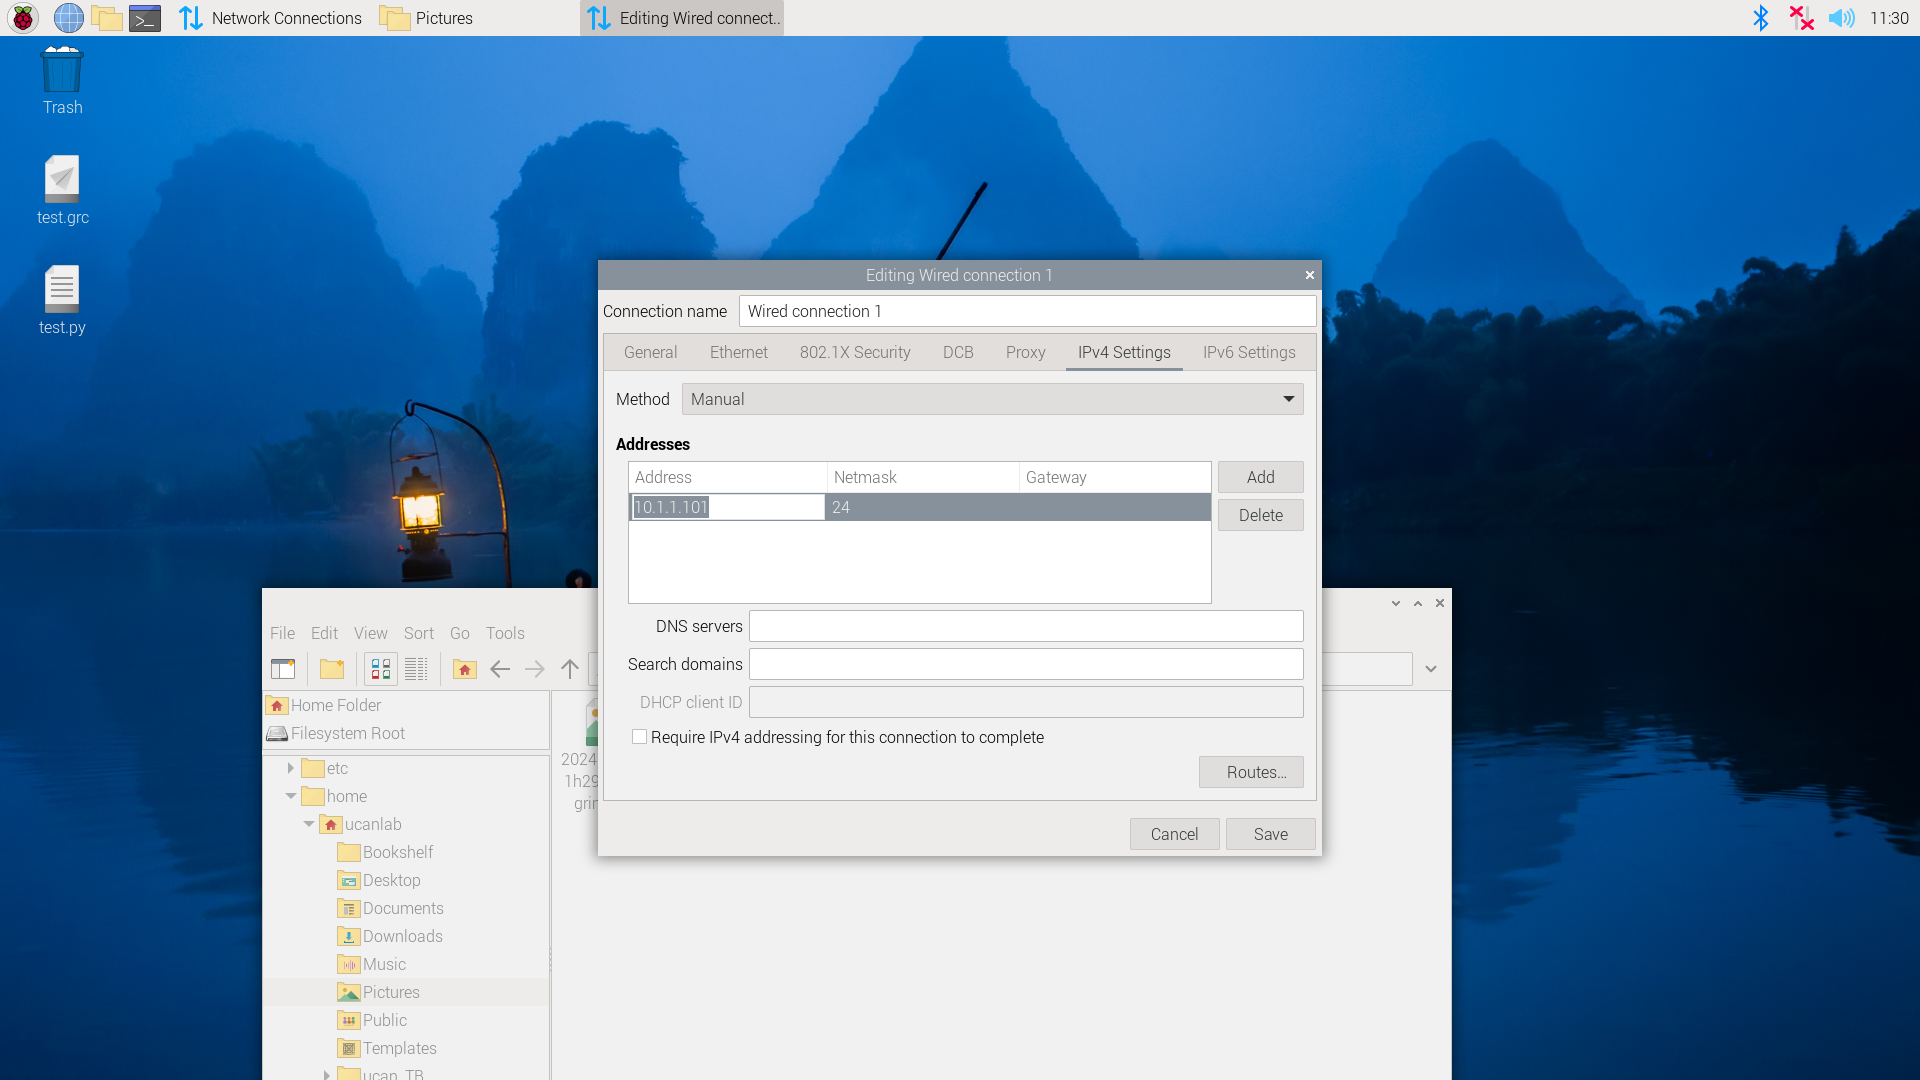 Network Connections
Pictures
Editing Wired connect..
11:30
Trash
test.grc
test.py
Editing Wired connection 1
Connection name
Wired connection 1
General
Ethernet
802.1X Security
DCB
Proxy
IPv4 Settings
IPv6 Settings
Method
Manual
Addresses
Address
Netmask
Gateway
Add
10.1.1.101
24
Delete
DNS servers
Search domains
DHCP client ID
Require IPv4 addressing for this connection to complete
Routes...
Cancel
Save
File
Edit
View
Sort
Go
Tools
Home Folder
Filesystem Root
etc
home
ucanlab
Bookshelf
Desktop
Documents
Downloads
Music
Pictures
Public
Templates
ucan_TB
2024
1h29
grin